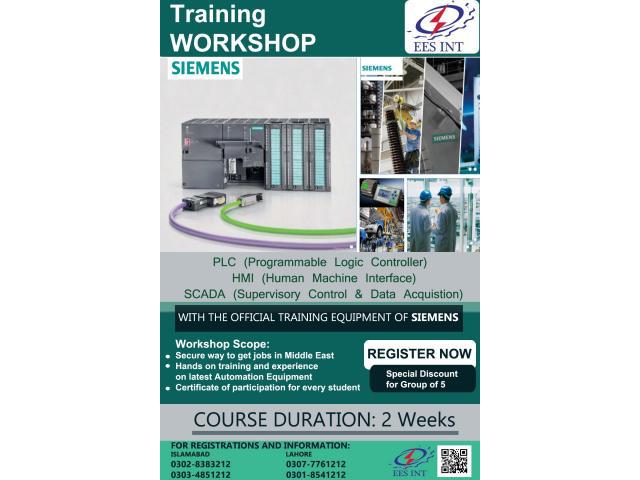 Training
WORKSHOP
EES INT
SIEMENS
SIEMENS
SIEMENS
PLC (Programmable Logic Controller)
HMI (Human Machine Interface)
SCADA (Supervisory Control & Data Acquistion)
WITH THE OFFICIAL TRAINING EQUIPMENT OF SIEMENS
Workshop Scope:
Secure way to get jobs in Middle East
Hands on training and experience
on latest Automation Equipment
Certificate of participation for every student
REGISTER NOW
Special Discount
for Group of 5
COURSE DURATION: 2 Weeks
FOR REGISTRATIONS AND INFORMATION:
ISLAMABAD LAHORE
0302-8383212 0307-7761212
0303-4851212 0301-8541212
EES INT